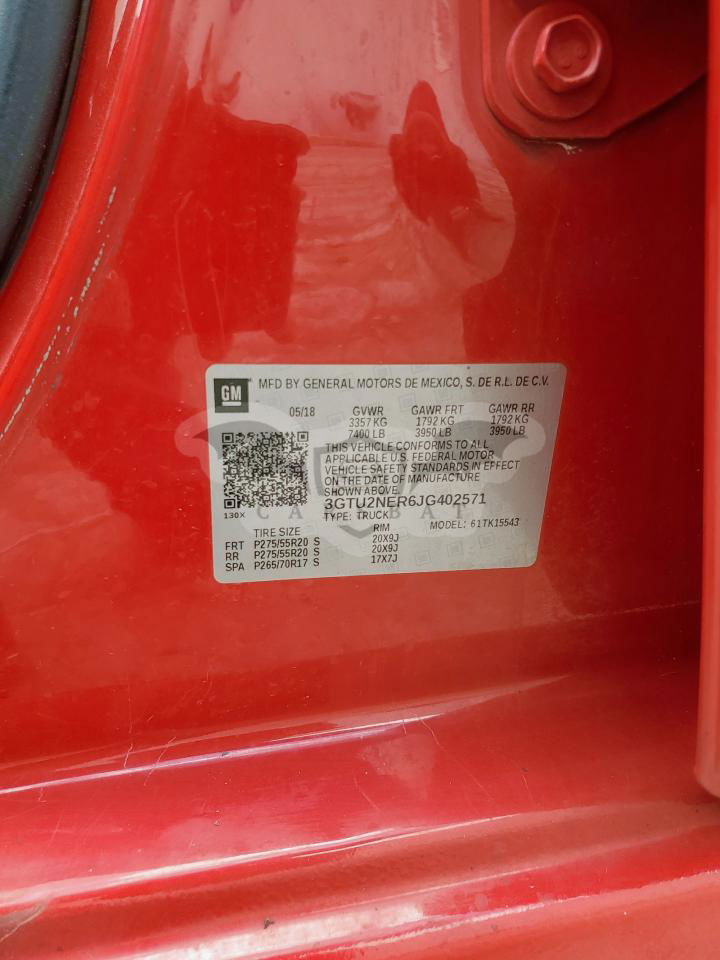 GM
MFD BY GENERAL MOTORS DE MEXICO, S. DE R.L. DE C.V.
05/18 GVWR GAWR FRT GAWR RR
3357 KG 1792 KG 1792 KG
7400 LB 3950 LB 3950 LB
THIS VEHICLE CONFORMS TO ALL
APPLICABLE U.S. FEDERAL MOTOR
VEHICLE SAFETY STANDARDS IN EFFECT
ON THE DATE OF MANUFACTURE
SHOWN ABOVE.
3GTU2NER6JG402571
130X TYPE: TRUCK MODEL: 61TK15543
TIRE SIZE RIM
FRT P275/55R20 S 20X9J
RR P275/55R20 S 20X9J
SPA P265/70R17 S 17X7J